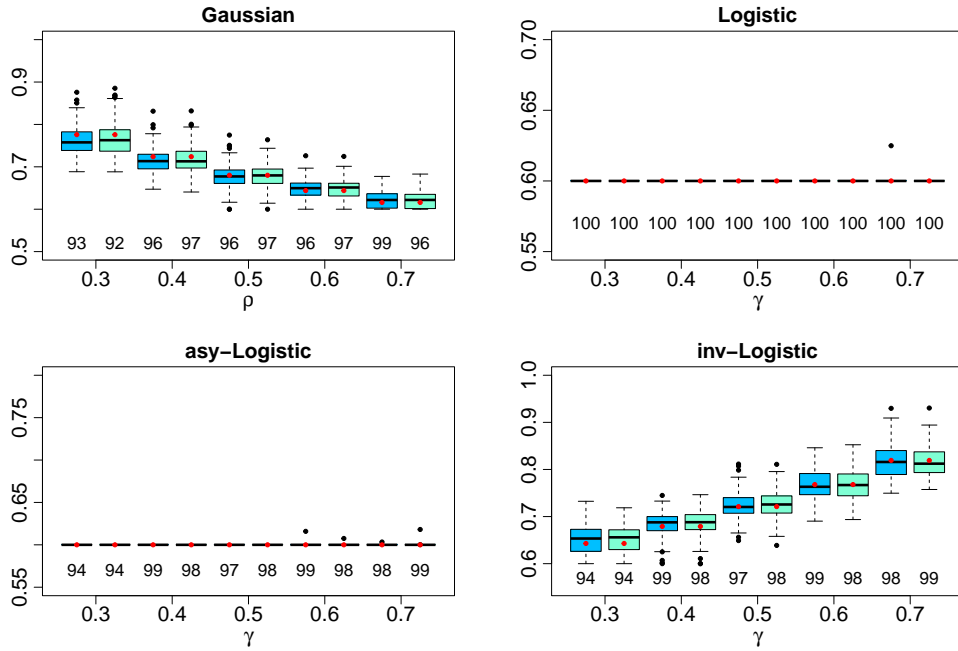 Gaussian
0.5 0.7 0.9
93 92 96 97 96 97 96 97 99 96
0.3 0.4 0.5 0.6 0.7
ρ
Logistic
0.55 0.60 0.65 0.70
100 100 100 100 100 100 100 100 100 100
0.3 0.4 0.5 0.6 0.7
γ
asy−Logistic
0.55 0.65 0.75
94 94 99 98 97 98 99 98 98 99
0.3 0.4 0.5 0.6 0.7
γ
inv−Logistic
0.6 0.7 0.8 0.9 1.0
94 94 99 98 97 98 99 98 98 99
0.3 0.4 0.5 0.6 0.7
γ